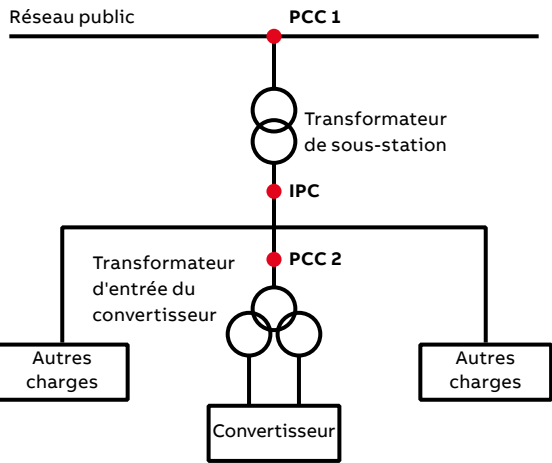 Réseau public
PCC 1
Transformateur
de sous-station
IPC
PCC 2
Transformateur
d'entrée du
convertisseur
Autres
charges
Autres
charges
Convertisseur